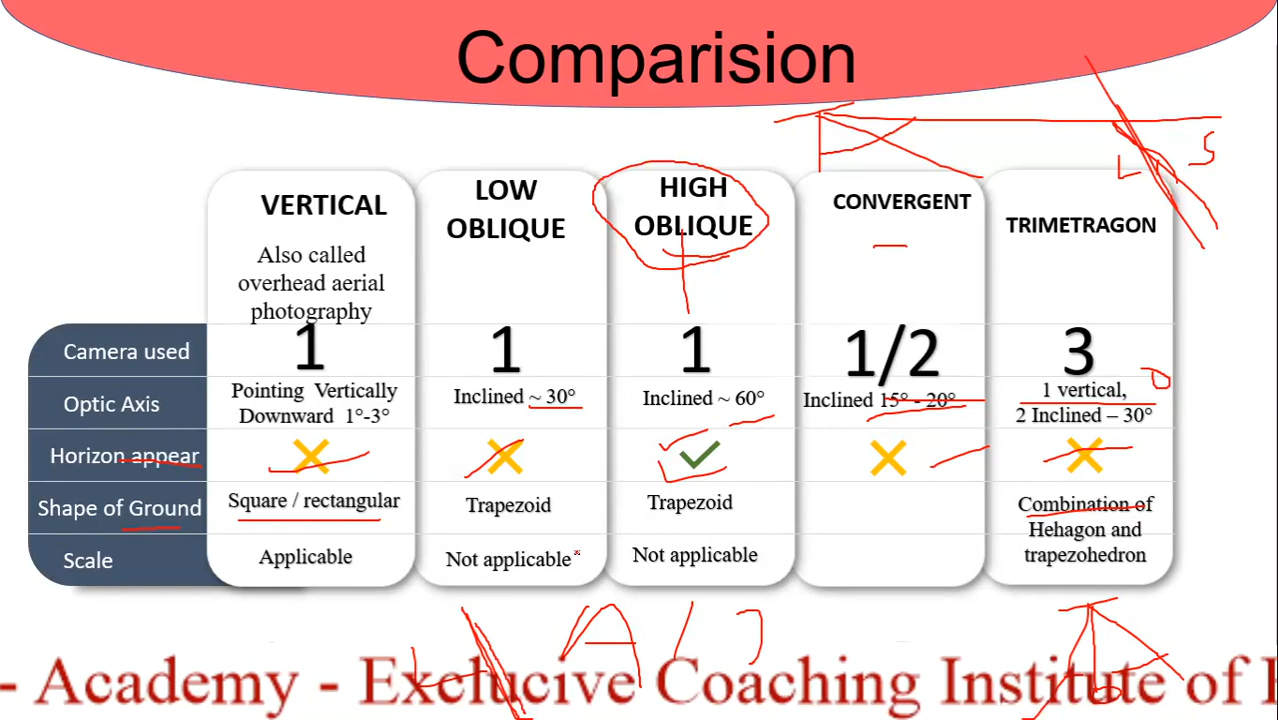 Comparision
VERTICAL
Also called
overhead aerial
photography
LOW
OBLIQUE
HIGH
OBLIQUE
CONVERGENT
TRIMETRAGON
Camera used
1
1
1
1/2
3
Optic Axis
Pointing Vertically
Downward 1°-3°
Inclined ~ 30°
Inclined ~ 60°
Inclined 15° - 20°
1 vertical,
2 Inclined – 30°
Horizon appear
Shape of Ground
Square / rectangular
Trapezoid
Trapezoid
Combination of
Hehagon and
trapezohedron
Scale
Applicable
Not applicable
Not applicable
- Academy - Exclucive Coaching Institute of